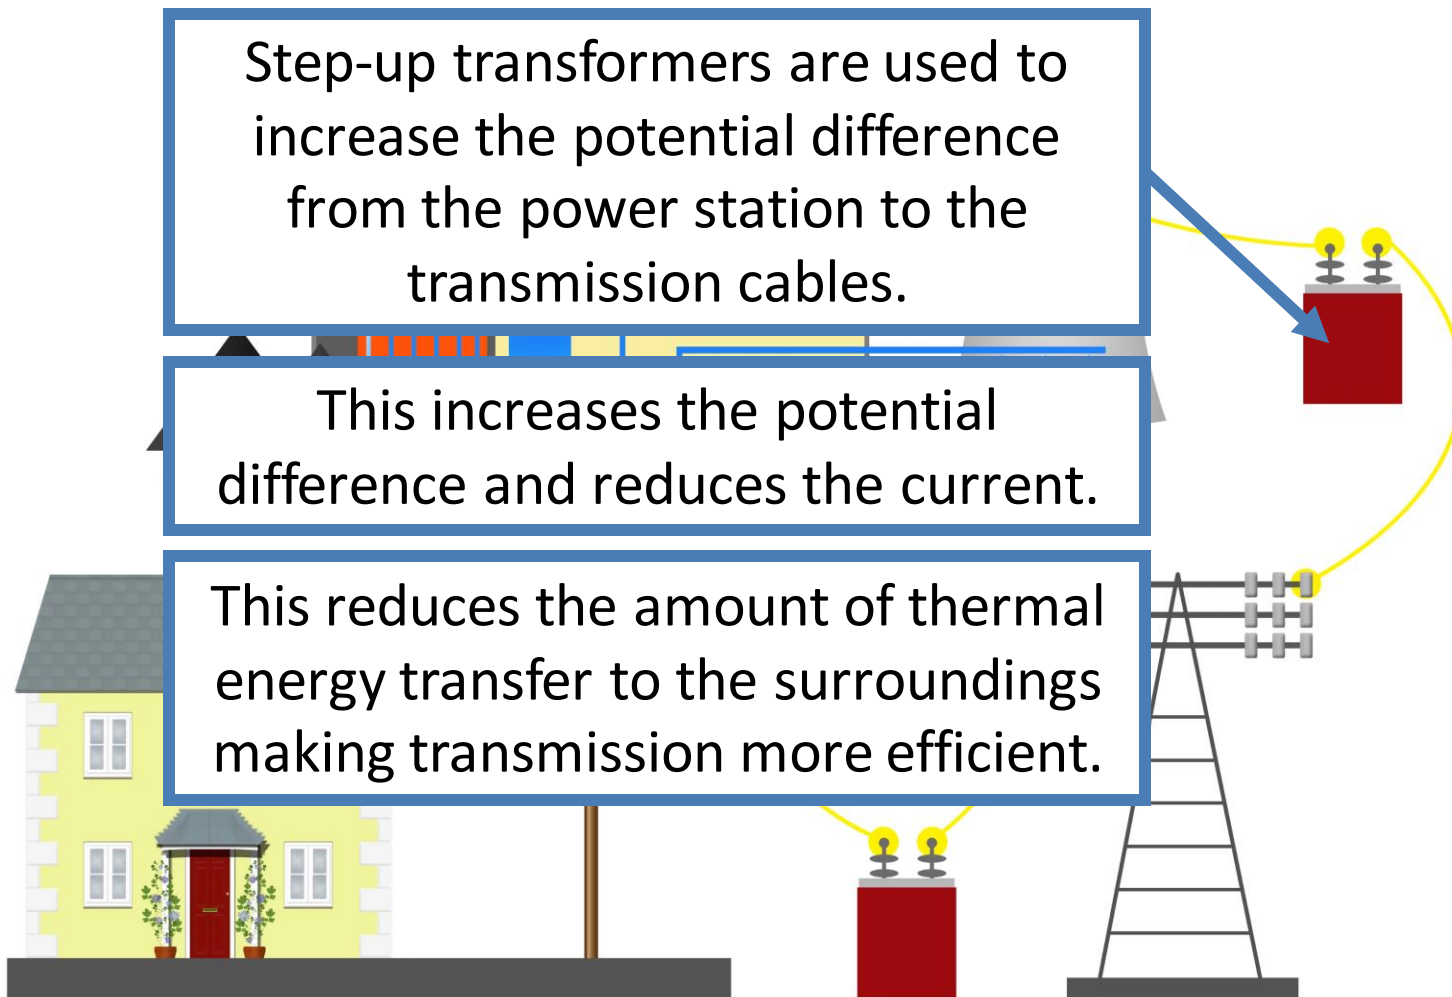 Step-up transformers are used to
increase the potential difference
from the power station to the
transmission cables.
This increases the potential
difference and reduces the current.
This reduces the amount of thermal
energy transfer to the surroundings
making transmission more efficient.